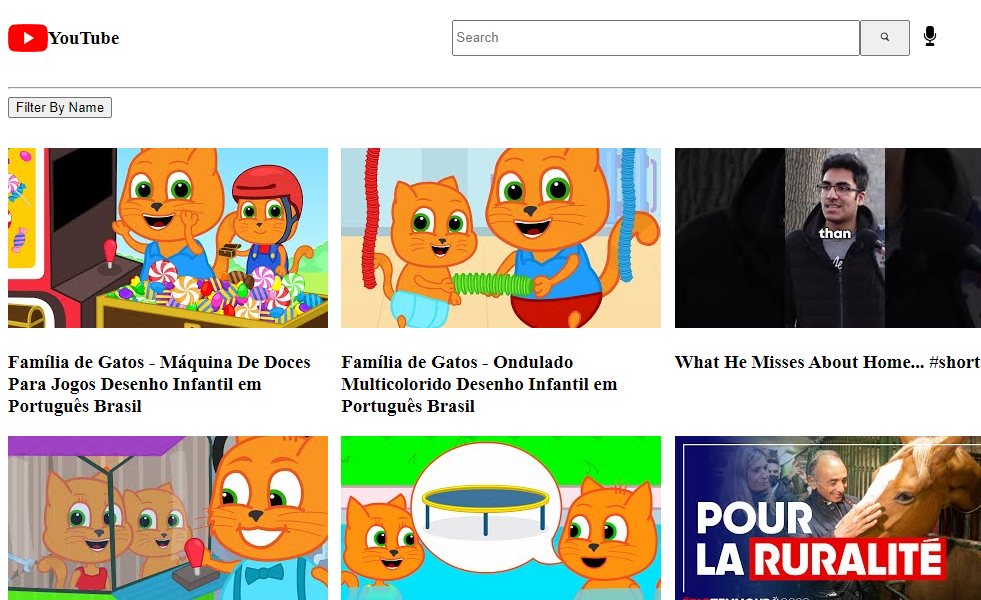 YouTube
Search
Filter By Name
than
Família de Gatos - Máquina De Doces
Para Jogos Desenho Infantil em
Português Brasil
Família de Gatos - Ondulado
Multicolorido Desenho Infantil em
Português Brasil
What He Misses About Home... #short
POUR
LA RURALITÉ